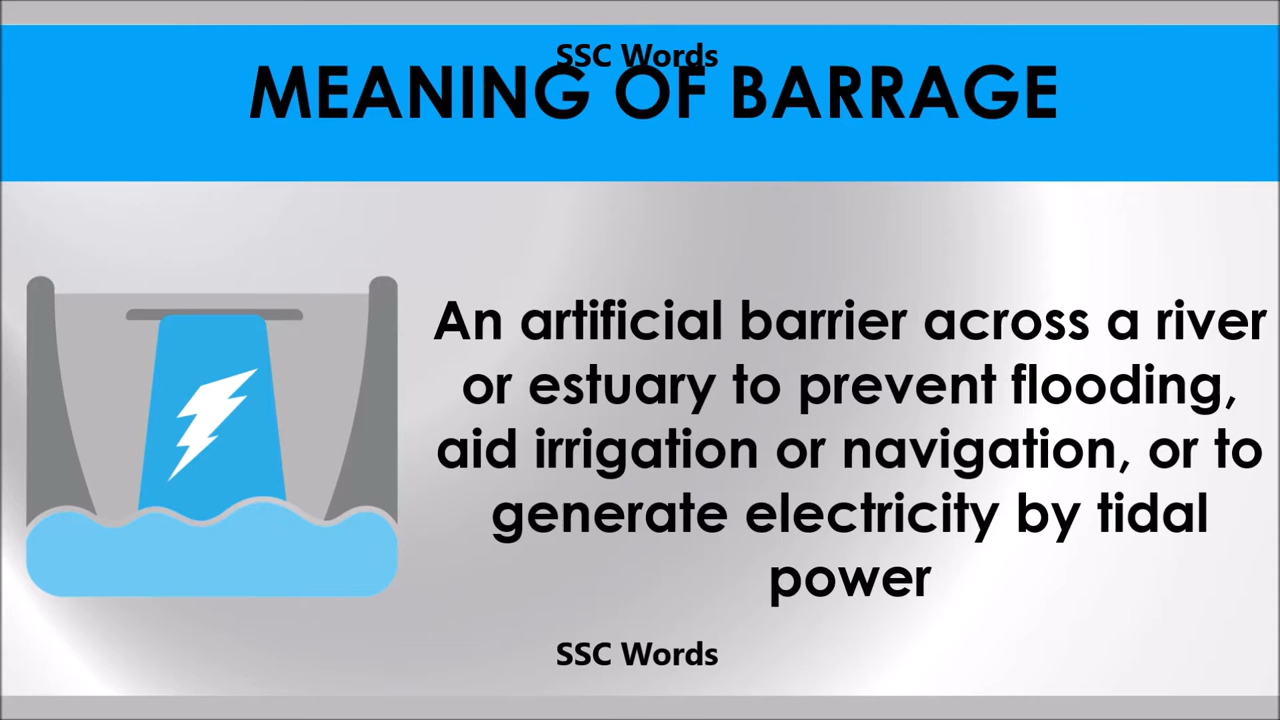 SSC Words
MEANING OF BARRAGE
An artificial barrier across a river
or estuary to prevent flooding,
aid irrigation or navigation, or to
generate electricity by tidal
power
SSC Words